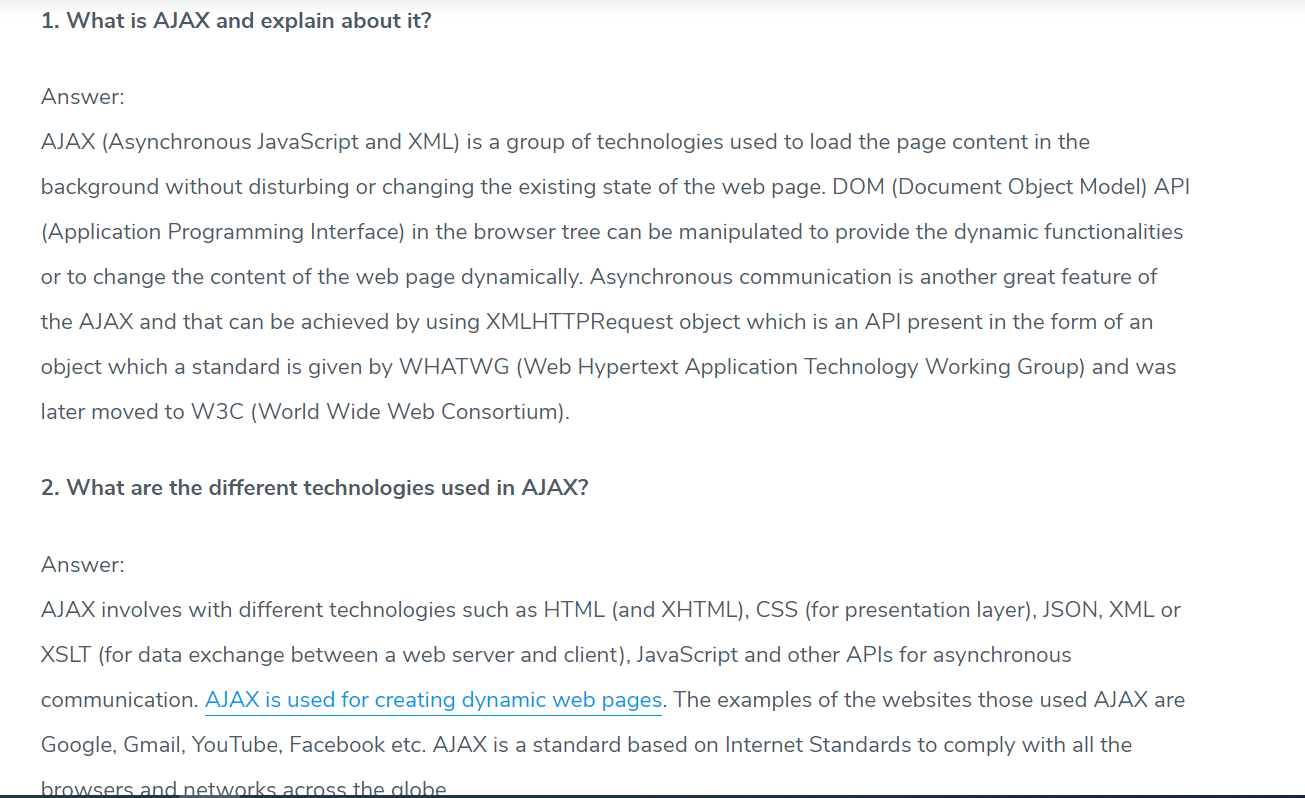 1. What is AJAX and explain about it?
Answer:
AJAX (Asynchronous JavaScript and XML) is a group of technologies used to load the page content in the
background without disturbing or changing the existing state of the web page. DOM (Document Object Model) API
(Application Programming Interface) in the browser tree can be manipulated to provide the dynamic functionalities
or to change the content of the web page dynamically. Asynchronous communication is another great feature of
the AJAX and that can be achieved by using XMLHTTPRequest object which is an API present in the form of an
object which a standard is given by WHATWG (Web Hypertext Application Technology Working Group) and was
later moved to W3C (World Wide Web Consortium).
2. What are the different technologies used in AJAX?
Answer:
AJAX involves with different technologies such as HTML (and XHTML), CSS (for presentation layer), JSON, XML or
XSLT (for data exchange between a web server and client), JavaScript and other APIs for asynchronous
communication. AJAX is used for creating dynamic web pages. The examples of the websites those used AJAX are
Google, Gmail, YouTube, Facebook etc. AJAX is a standard based on Internet Standards to comply with all the
browsers and networks across the globe